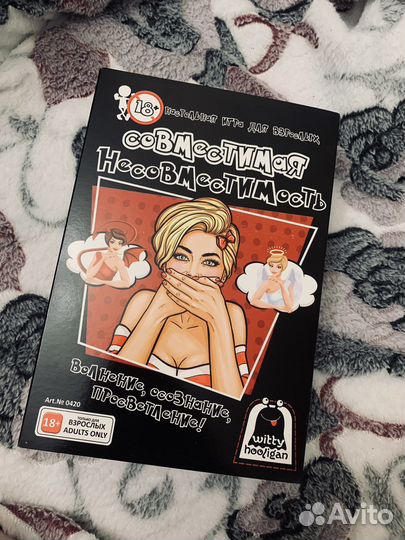 18+
Настольная игра для взрослых
совместимая
Несовместимость
Волнение, осознание,
Просветление!
Art.№ 0420
18+
ТОЛЬКО ДЛЯ
ВЗРОСЛЫХ
ADULTS ONLY
witty
hooligan
Avito